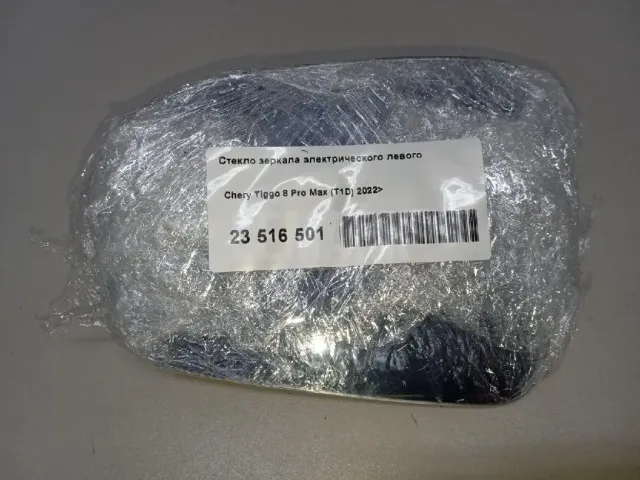 Стекло зеркала электрического левого
Chery Tiggo 8 Pro Max (T1D) 2022>
23 516 501